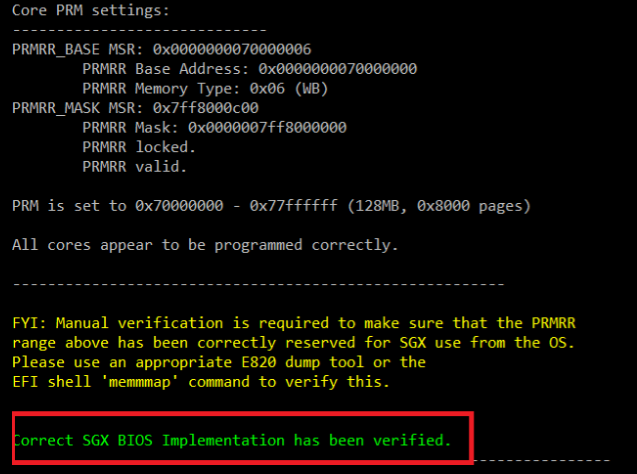 Core PRM settings:
-----------------------------
PRMRR_BASE MSR: 0x0000000070000006
PRMRR Base Address: 0x0000000070000000
PRMRR Memory Type: 0x06 (WB)
PRMRR_MASK MSR: 0x7ff8000c00
PRMRR Mask: 0x0000007ff8000000
PRMRR locked.
PRMRR valid.
PRM is set to 0x70000000 - 0x77ffffff (128MB, 0x8000 pages)
All cores appear to be programmed correctly.
--------------------------------------------------------
FYI: Manual verification is required to make sure that the PRMRR
range above has been correctly reserved for SGX use from the OS.
Please use an appropriate E820 dump tool or the
EFI shell 'memmmap' command to verify this.
Correct SGX BIOS Implementation has been verified.
----------------